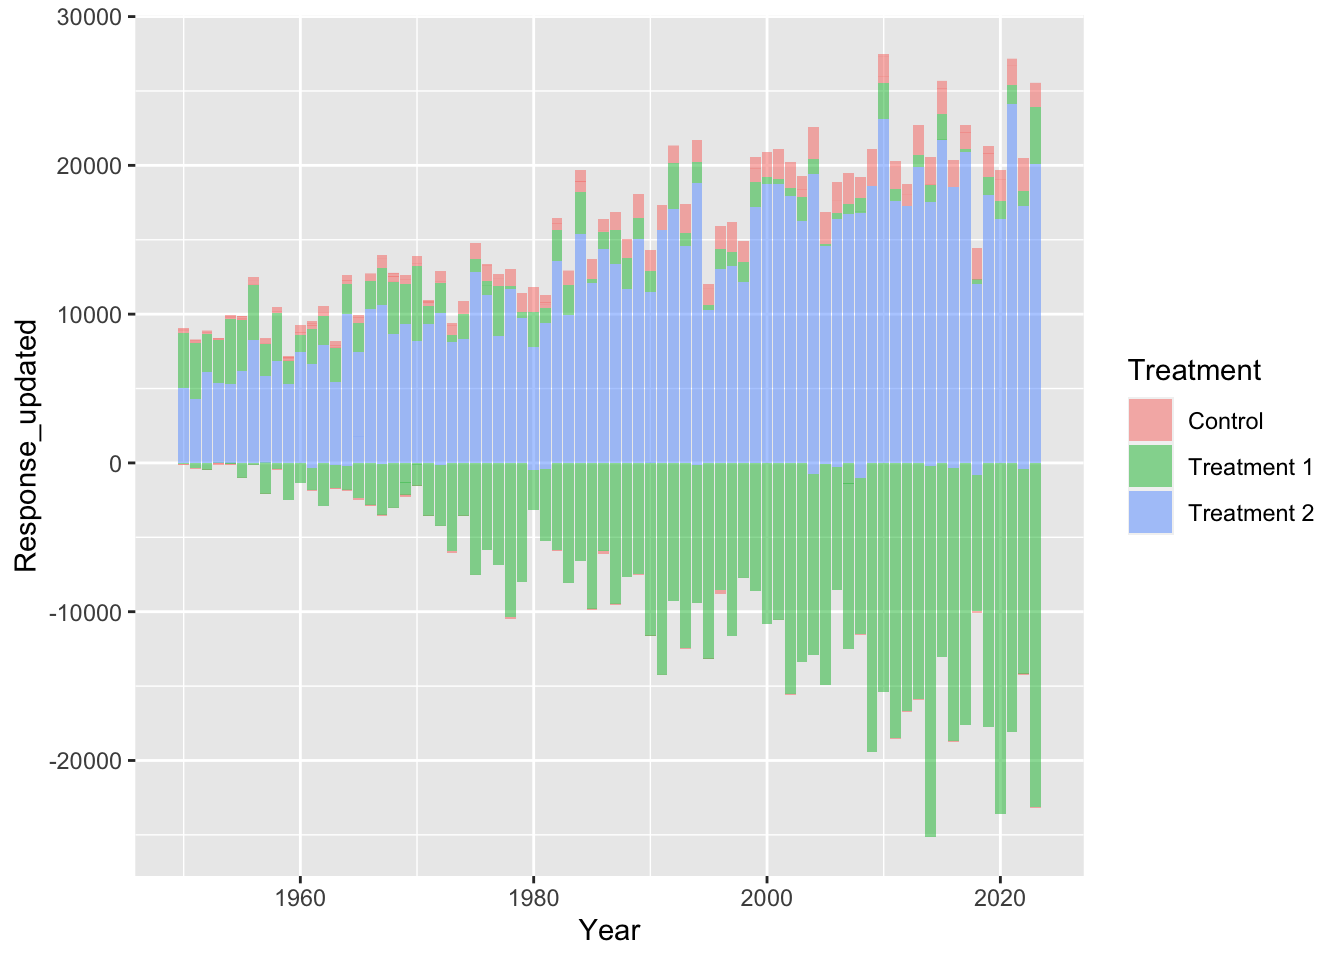 30000
20000
10000
0
-10000
-20000
Response_updated
1960
1980
2000
2020
Year
Treatment
Control
Treatment 1
Treatment 2